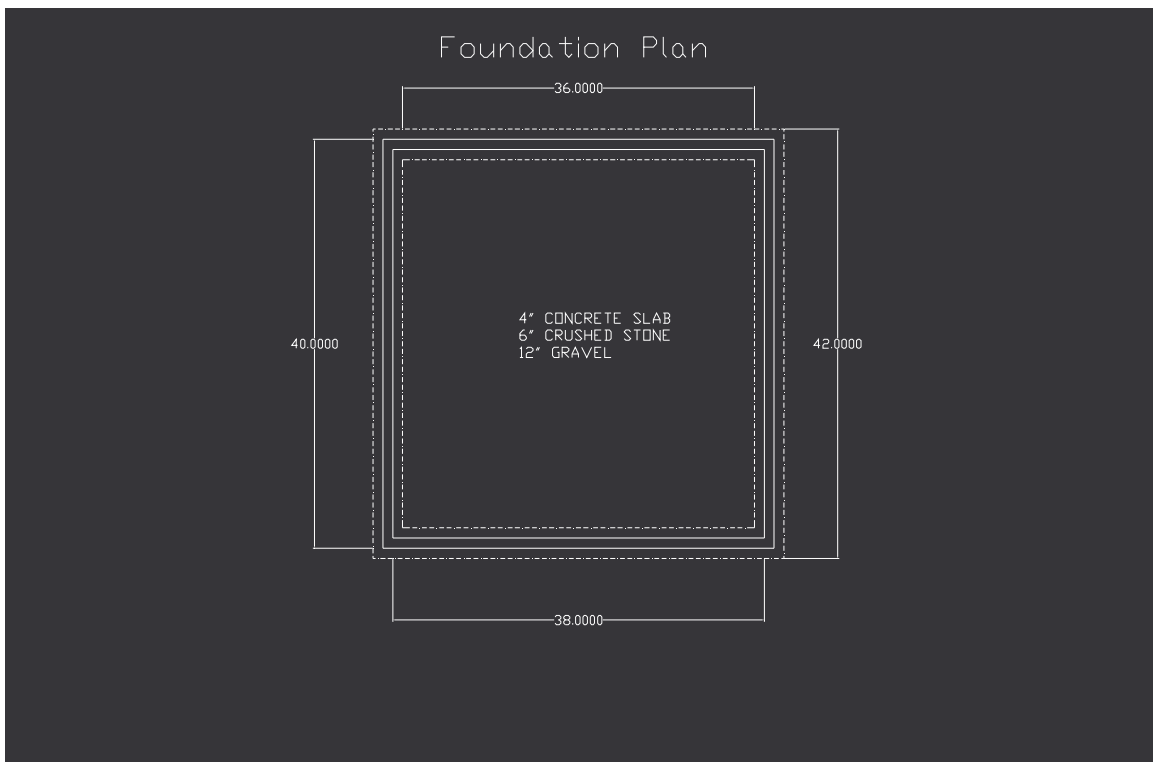 Foundation Plan
36.0000
4" CONCRETE SLAB
6" CRUSHED STONE
12" GRAVEL
40.0000
42.0000
38.0000